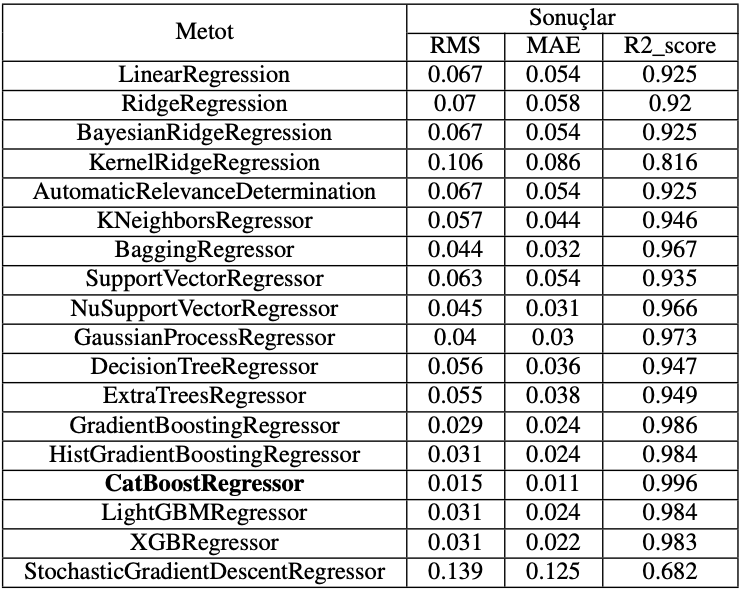 Metot Sonuçlar
RMS MAE R2_score
LinearRegression 0.067 0.054 0.925
RidgeRegression 0.07 0.058 0.92
BayesianRidgeRegression 0.067 0.054 0.925
KernelRidgeRegression 0.106 0.086 0.816
AutomaticRelevanceDetermination 0.067 0.054 0.925
KNeighborsRegressor 0.057 0.044 0.946
BaggingRegressor 0.044 0.032 0.967
SupportVectorRegressor 0.063 0.054 0.935
NuSupportVectorRegressor 0.045 0.031 0.966
GaussianProcessRegressor 0.04 0.03 0.973
DecisionTreeRegressor 0.056 0.036 0.947
ExtraTreesRegressor 0.055 0.038 0.949
GradientBoostingRegressor 0.029 0.024 0.986
HistGradientBoostingRegressor 0.031 0.024 0.984
CatBoostRegressor 0.015 0.011 0.996
LightGBMRegressor 0.031 0.024 0.984
XGBRegressor 0.031 0.022 0.983
StochasticGradientDescentRegressor 0.139 0.125 0.682